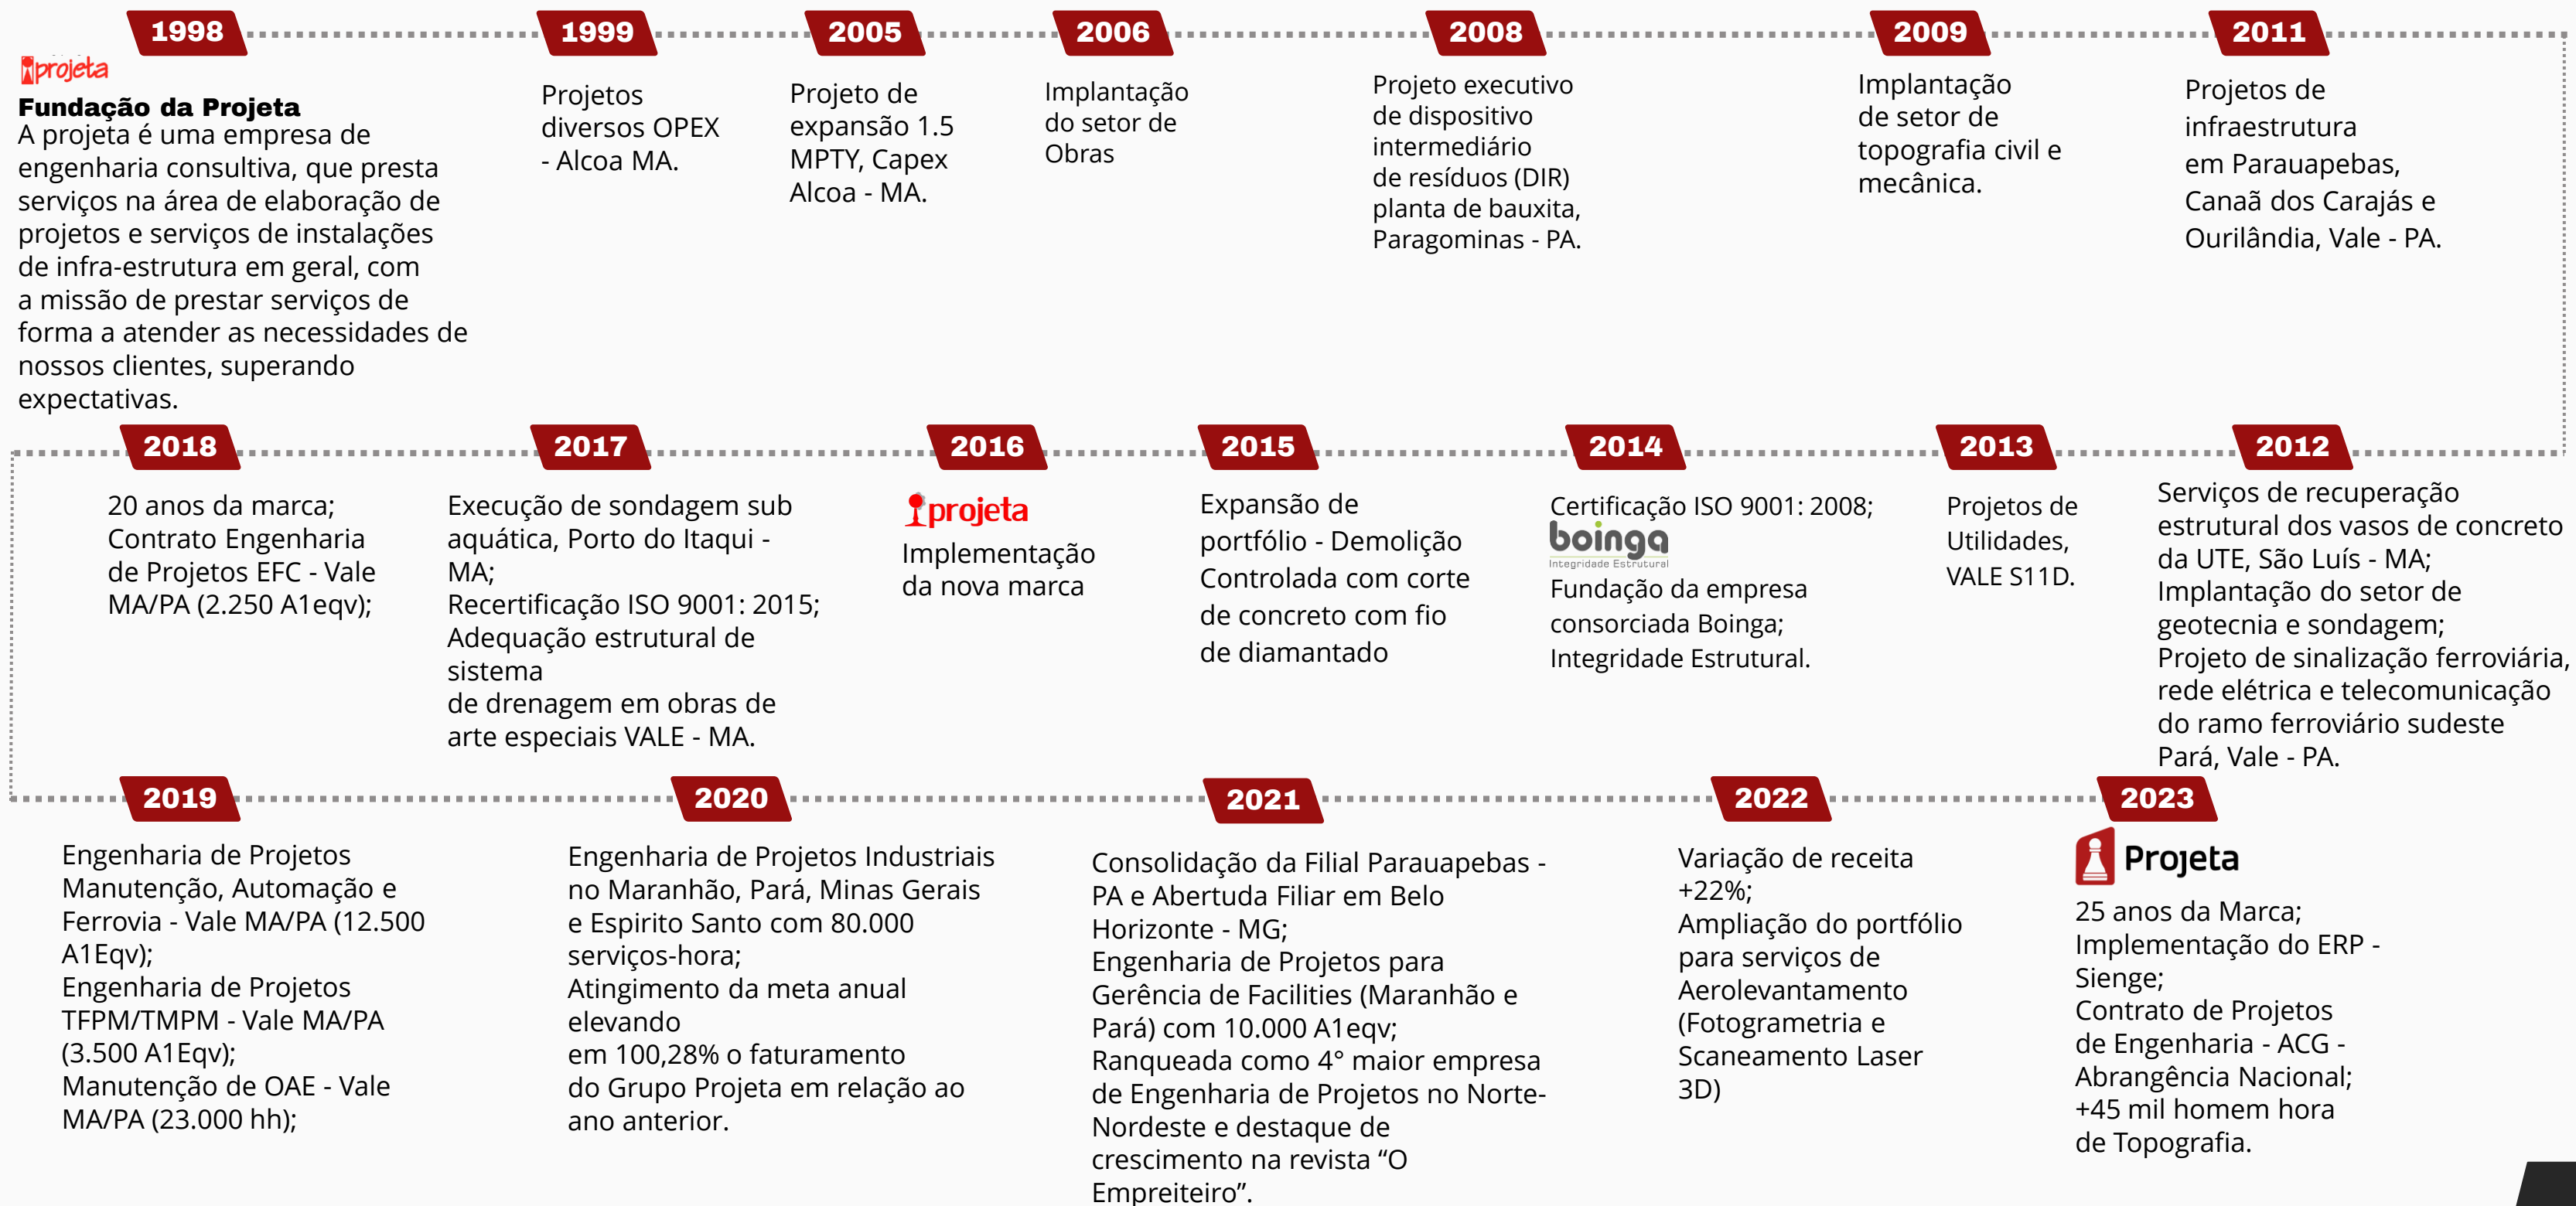 1998
projeta
Fundação da Projeta
A projeta é uma empresa de
engenharia consultiva, que presta
serviços na área de elaboração de
projetos e serviços de instalações
de infra-estrutura em geral, com
a missão de prestar serviços de
forma a atender as necessidades de
nossos clientes, superando
expectativas.
1999
Projetos
diversos OPEX
- Alcoa MA.
2005
Projeto de
expansão 1.5
MPTY, Capex
Alcoa - MA.
2006
Implantação
do setor de
Obras
2008
Projeto executivo
de dispositivo
intermediário
de resíduos (DIR)
planta de bauxita,
Paragominas - PA.
2009
Implantação
de setor de
topografia civil e
mecânica.
2011
Projetos de
infraestrutura
em Parauapebas,
Canaã dos Carajás e
Ourilândia, Vale - PA.
2012
Serviços de recuperação
estrutural dos vasos de concreto
da UTE, São Luís - MA;
Implantação do setor de
geotecnia e sondagem;
Projeto de sinalização ferroviária,
rede elétrica e telecomunicação
do ramo ferroviário sudeste
Pará, Vale - PA.
2013
Projetos de
Utilidades,
VALE S11D.
2014
Certificação ISO 9001: 2008;
boinga
Integridade Estrutural
Fundação da empresa
consorciada Boinga;
Integridade Estrutural.
2015
Expansão de
portfólio - Demolição
Controlada com corte
de concreto com fio
de diamantado
2016
projeta
Implementação
da nova marca
2017
Execução de sondagem sub
aquática, Porto do Itaqui -
MA;
Recertificação ISO 9001: 2015;
Adequação estrutural de
sistema
de drenagem em obras de
arte especiais VALE - MA.
2018
20 anos da marca;
Contrato Engenharia
de Projetos EFC - Vale
MA/PA (2.250 A1eqv);
2019
Engenharia de Projetos
Manutenção, Automação e
Ferrovia - Vale MA/PA (12.500
A1Eqv);
Engenharia de Projetos
TFPM/TMPM - Vale MA/PA
(3.500 A1Eqv);
Manutenção de OAE - Vale
MA/PA (23.000 hh);
2020
Engenharia de Projetos Industriais
no Maranhão, Pará, Minas Gerais
e Espirito Santo com 80.000
serviços-hora;
Atingimento da meta anual
elevando
em 100,28% o faturamento
do Grupo Projeta em relação ao
ano anterior.
2021
Consolidação da Filial Parauapebas -
PA e Abertuda Filiar em Belo
Horizonte - MG;
Engenharia de Projetos para
Gerência de Facilities (Maranhão e
Pará) com 10.000 A1eqv;
Ranqueada como 4° maior empresa
de Engenharia de Projetos no Norte-
Nordeste e destaque de
crescimento na revista “O
Empreiteiro”.
2022
Variação de receita
+22%;
Ampliação do portfólio
para serviços de
Aerolevantamento
(Fotogrametria e
Scaneamento Laser
3D)
2023
Projeta
25 anos da Marca;
Implementação do ERP -
Sienge;
Contrato de Projetos
de Engenharia - ACG -
Abrangência Nacional;
+45 mil homem hora
de Topografia.